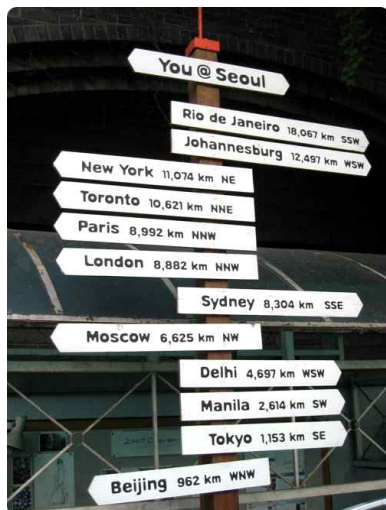 You @ Seoul
Rio de Janeiro 18,067 km SSW
Johannesburg 12,497 km WSW
New York 11,074 km NE
Toronto 10,621 km NNE
Paris 8,992 km NNW
London 8,882 km NNW
Sydney 8,304 km SSE
Moscow 6,625 km NW
Delhi 4,697 km WSW
Manila 2,614 km SW
Tokyo 1,153 km SE
Beijing 962 km WNW